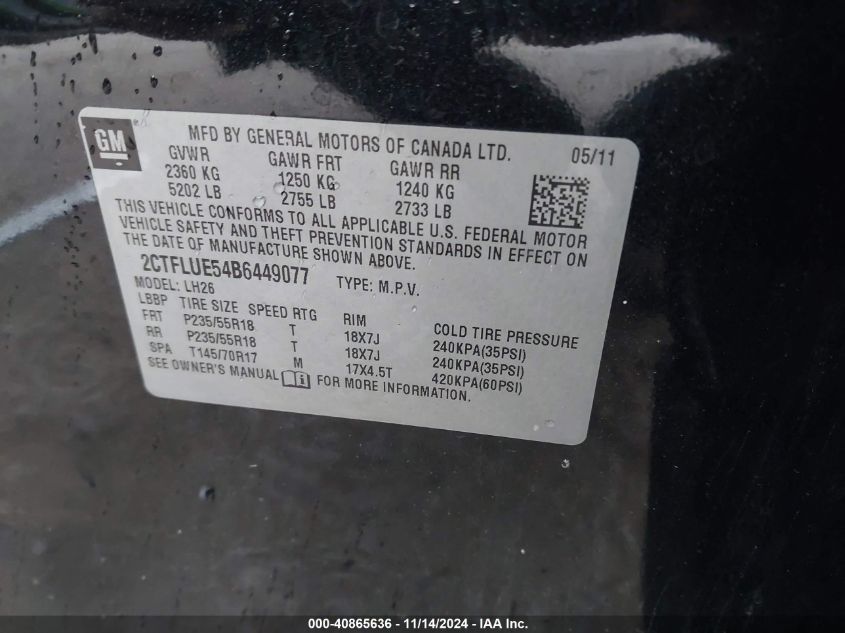 GM
MFD BY GENERAL MOTORS OF CANADA LTD. 05/11
GVWR GAWR FRT GAWR RR
2360 KG 1250 KG 1240 KG
5202 LB 2755 LB 2733 LB
THIS VEHICLE CONFORMS TO ALL APPLICABLE U.S. FEDERAL MOTOR
VEHICLE SAFETY AND THEFT PREVENTION STANDARDS IN EFFECT ON
THE DATE OF MANUFACTURE SHOWN ABOVE.
2CTFLUE54B6449077 TYPE: M.P.V.
MODEL: LH26
LBBP TIRE SIZE SPEED RTG RIM COLD TIRE PRESSURE
FRT P235/55R18 T 18X7J 240KPA(35PSI)
RR P235/55R18 T 18X7J 240KPA(35PSI)
SPA T145/70R17 M 17X4.5T 420KPA(60PSI)
SEE OWNER'S MANUAL FOR MORE INFORMATION.
000-40865636 - 11/14/2024 - IAA Inc.